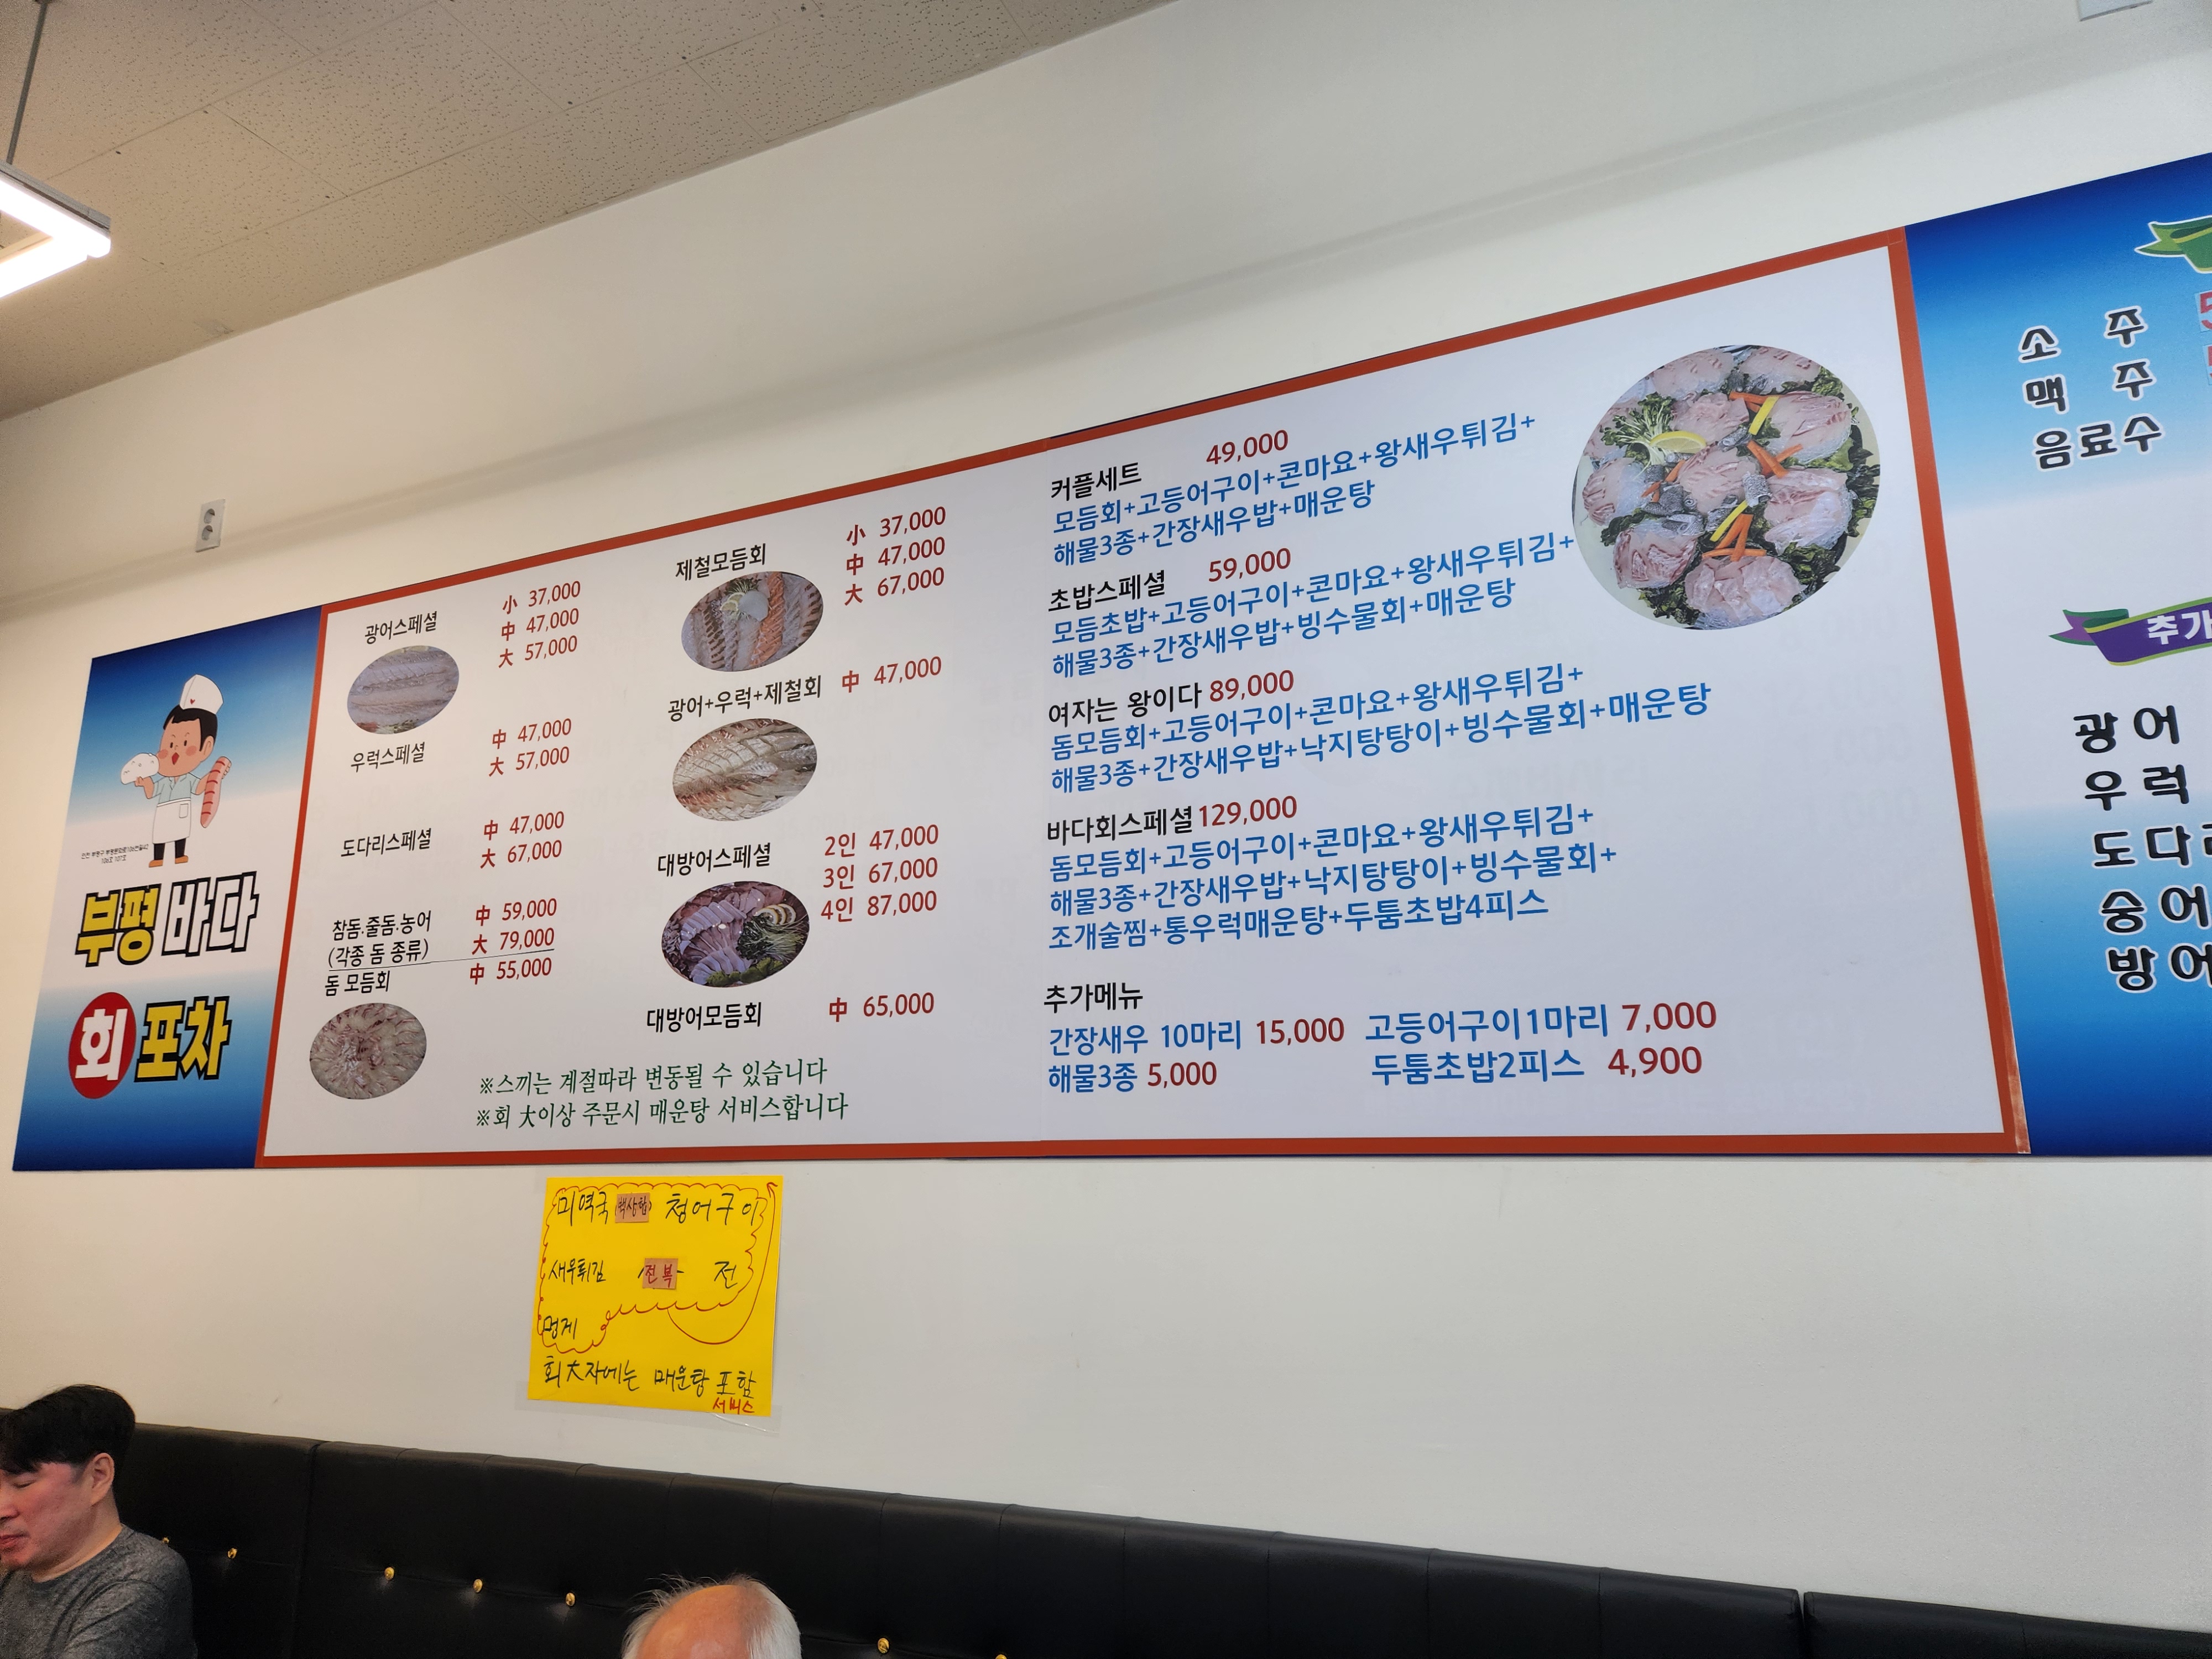 부평 바다
회 포차
광어스페셜
小 37,000
中 47,000
大 57,000
우럭스페셜
中 47,000
大 57,000
도다리스페셜
中 47,000
大 67,000
참돔.줄돔.농어
(각종 돔 종류)
中 59,000
大 79,000
돔 모듬회
中 55,000
제철모듬회
小 37,000
中 47,000
大 67,000
광어+우럭+제철회 中 47,000
대방어스페셜
2인 47,000
3인 67,000
4인 87,000
대방어모듬회 中 65,000
※스끼는 계절따라 변동될 수 있습니다
※회 大이상 주문시 매운탕 서비스합니다
커플세트 49,000
모듬회+고등어구이+콘마요+왕새우튀김+
해물3종+간장새우밥+매운탕
초밥스페셜 59,000
모듬초밥+고등어구이+콘마요+왕새우튀김+
해물3종+간장새우밥+빙수물회+매운탕
여자는 왕이다 89,000
돔모듬회+고등어구이+콘마요+왕새우튀김+
해물3종+간장새우밥+낙지탕탕이+빙수물회+매운탕
바다회스페셜 129,000
돔모듬회+고등어구이+콘마요+왕새우튀김+
해물3종+간장새우밥+낙지탕탕이+빙수물회+
조개술찜+통우럭매운탕+두툼초밥4피스
추가메뉴
간장새우 10마리 15,000 고등어구이1마리 7,000
해물3종 5,000 두툼초밥2피스 4,900
소 주
맥 주
음료수
추가
광어
우럭
도다리
숭어
방어
미역국 백상합 청어구이
새우튀김 전복 전
멍게
회 大자에는 매운탕 포함
서비스